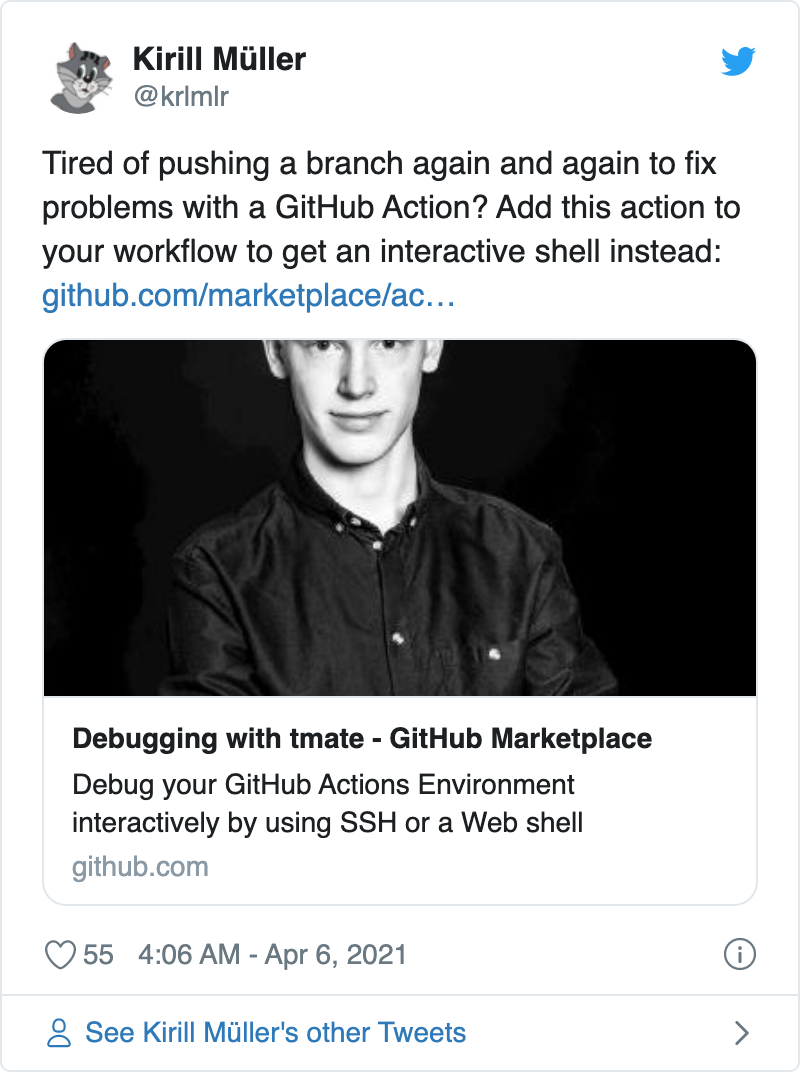 Kirill Müller
@krlmlr
Tired of pushing a branch again and again to fix
problems with a GitHub Action? Add this action to
your workflow to get an interactive shell instead:
github.com/marketplace/ac…
Debugging with tmate - GitHub Marketplace
Debug your GitHub Actions Environment
interactively by using SSH or a Web shell
github.com
55 4:06 AM - Apr 6, 2021
See Kirill Müller's other Tweets